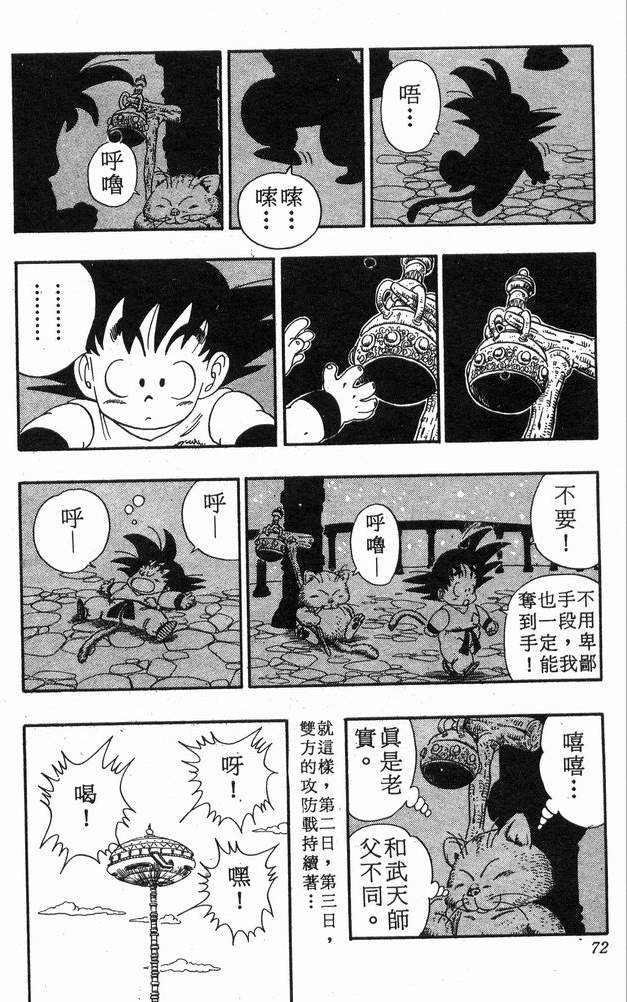 唔…
嗦…
嗦…
呼
嚕
………
不要！
不用卑鄙
手段，我
也一定能
奪到手！
呼
嚕
—
呼
—
呼
—
嘻嘻…
真是老
實。
和武天師
父不同。
就這樣，第二日，第三日，
雙方的攻防戰持續著…
呀！
喝！
嘿！
72